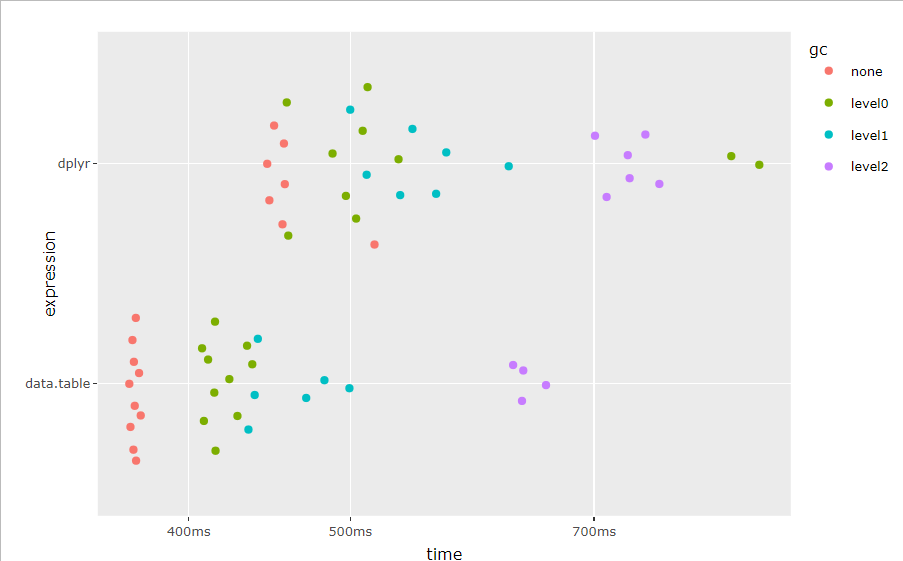 gc
none
level0
level1
level2
dplyr
expression
data.table
400ms
500ms
700ms
time